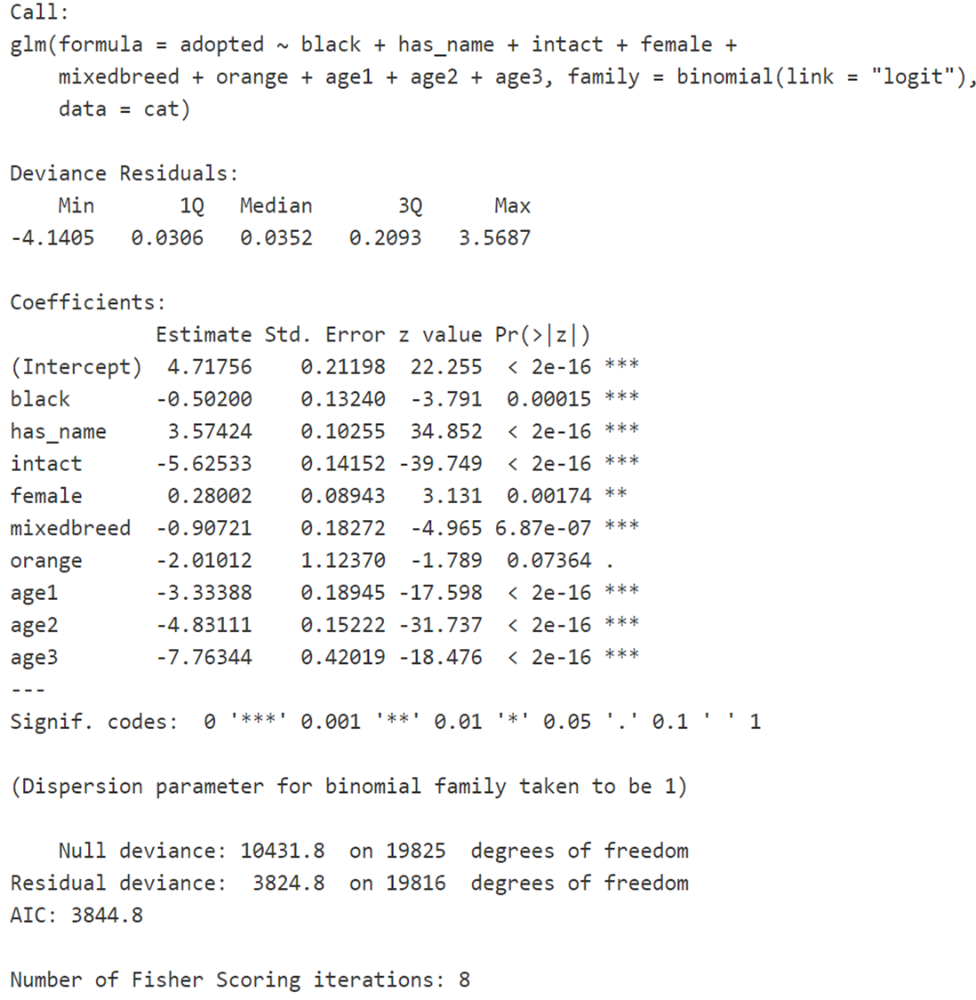 Call:
glm(formula = adopted ~ black + has_name + intact + female +
    mixedbreed + orange + age1 + age2 + age3, family = binomial(link = "logit"),
    data = cat)

Deviance Residuals:
    Min       1Q   Median       3Q      Max
-4.1405   0.0306   0.0352   0.2093   3.5687

Coefficients:
            Estimate Std. Error z value Pr(>|z|)
(Intercept)  4.71756    0.21198  22.255  < 2e-16 ***
black       -0.50200    0.13240  -3.791  0.00015 ***
has_name     3.57424    0.10255  34.852  < 2e-16 ***
intact      -5.62533    0.14152 -39.749  < 2e-16 ***
female       0.28002    0.08943   3.131  0.00174 **
mixedbreed  -0.90721    0.18272  -4.965 6.87e-07 ***
orange      -2.01012    1.12370  -1.789  0.07364 .
age1        -3.33388    0.18945 -17.598  < 2e-16 ***
age2        -4.83111    0.15222 -31.737  < 2e-16 ***
age3        -7.76344    0.42019 -18.476  < 2e-16 ***
---
Signif. codes:  0 '***' 0.001 '**' 0.01 '*' 0.05 '.' 0.1 ' ' 1

(Dispersion parameter for binomial family taken to be 1)

    Null deviance: 10431.8  on 19825  degrees of freedom
Residual deviance:  3824.8  on 19816  degrees of freedom
AIC: 3844.8

Number of Fisher Scoring iterations: 8